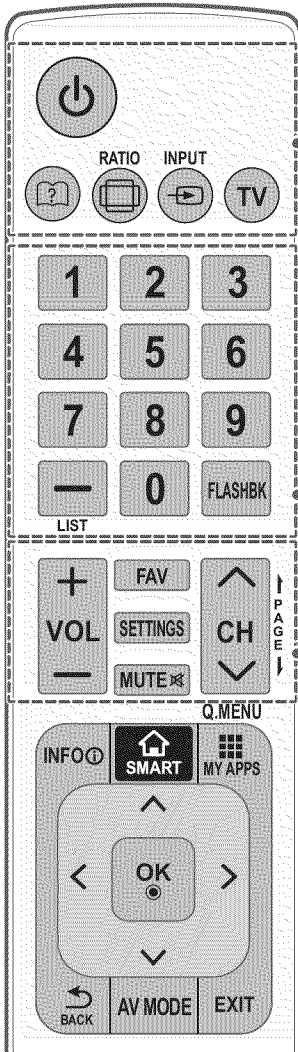 RATIO INPUT
? TV
1 2 3
4 5 6
7 8 9
— 0 FLASHBK
LIST
+ FAV
VOL SETTINGS CH PAGE
— MUTE
Q.MENU
INFO SMART MY APPS
OK
BACK AV MODE EXIT